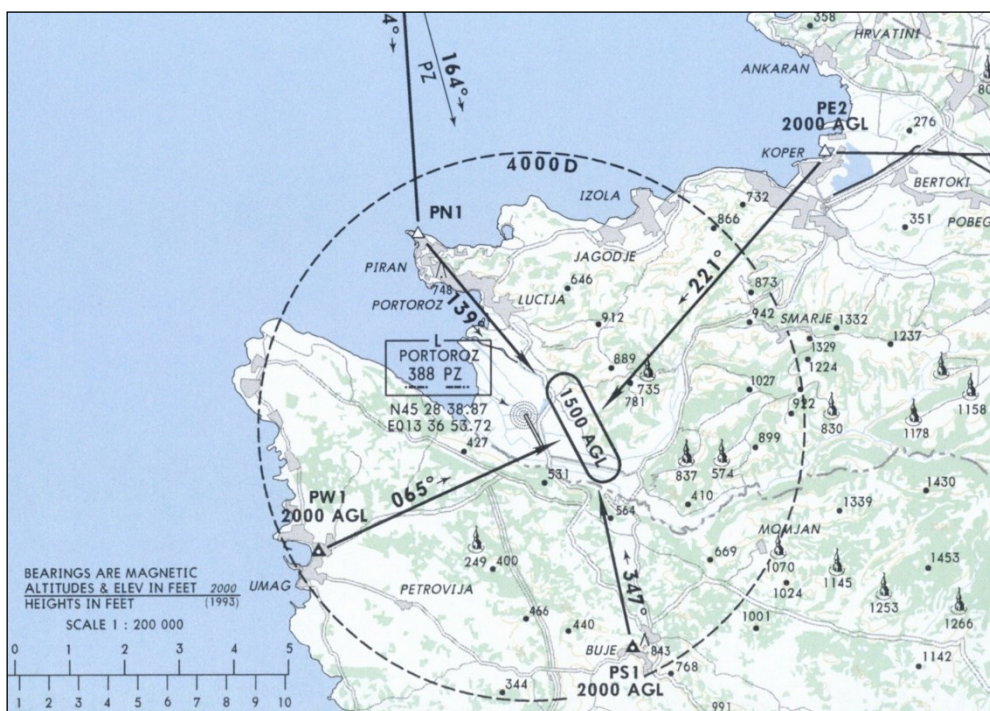 358
HRVATINI
4°
164°
PZ
ANKARAN
PE2
2000 AGL
276
KOPER
4000 D
BERTOKI
IZOLA
732
866
351
POBEG
PN1
PIRAN
748
JAGODJE
221°
646
873
PORTOROZ
LUCIJA
139°
912
942
SMARJE
1332
1329
1237
1224
L
PORTOROZ
388 PZ
889
735
781
1027
1158
922
830
1178
N45 28 38.87
E013 36 53.72
1500 AGL
427
899
837
574
531
065°
PW1
2000 AGL
410
1430
564
1339
MOMJAN
249
400
669
1070
1453
BEARINGS ARE MAGNETIC
ALTITUDES & ELEV IN FEET 2000
HEIGHTS IN FEET (1993)
UMAG
PETROVIJA
347°
1024
1145
1253
1266
SCALE 1 : 200 000
466
440
1001
0 1 2 3 4 5
BUJE
843
768
1142
PS1
2000 AGL
344
991
1 2 3 4 5 6 7 8 9 10